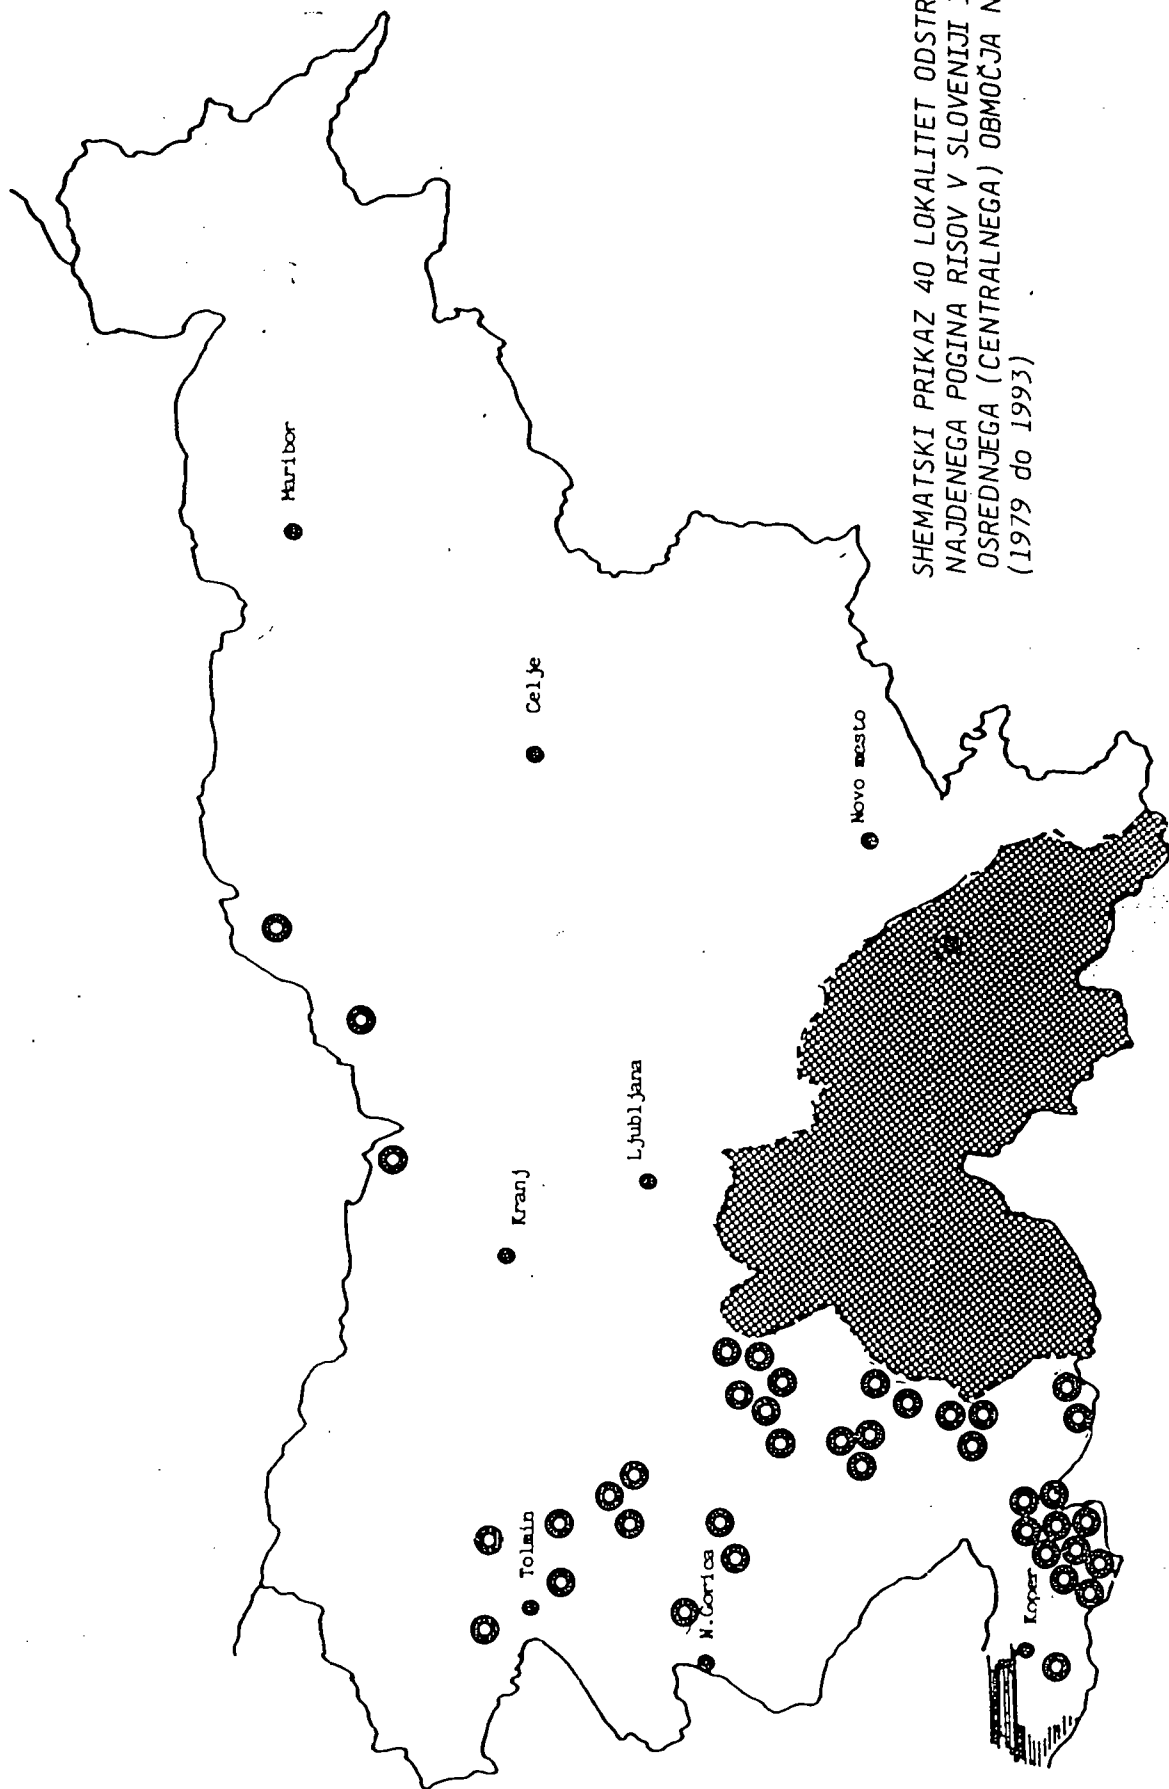 SHEMATSKI PRIKAZ 40 LOKALITET
NAJDENEGA POGINA RISOV V SLOVENIJI
OSREDNJEGA (CENTRALNEGA) OBMOČJA
(1979 do 1993)
Maribor
Celje
Novo mesto
Kranj
Ljubljana
Tolmin
N.Gorica
Koper